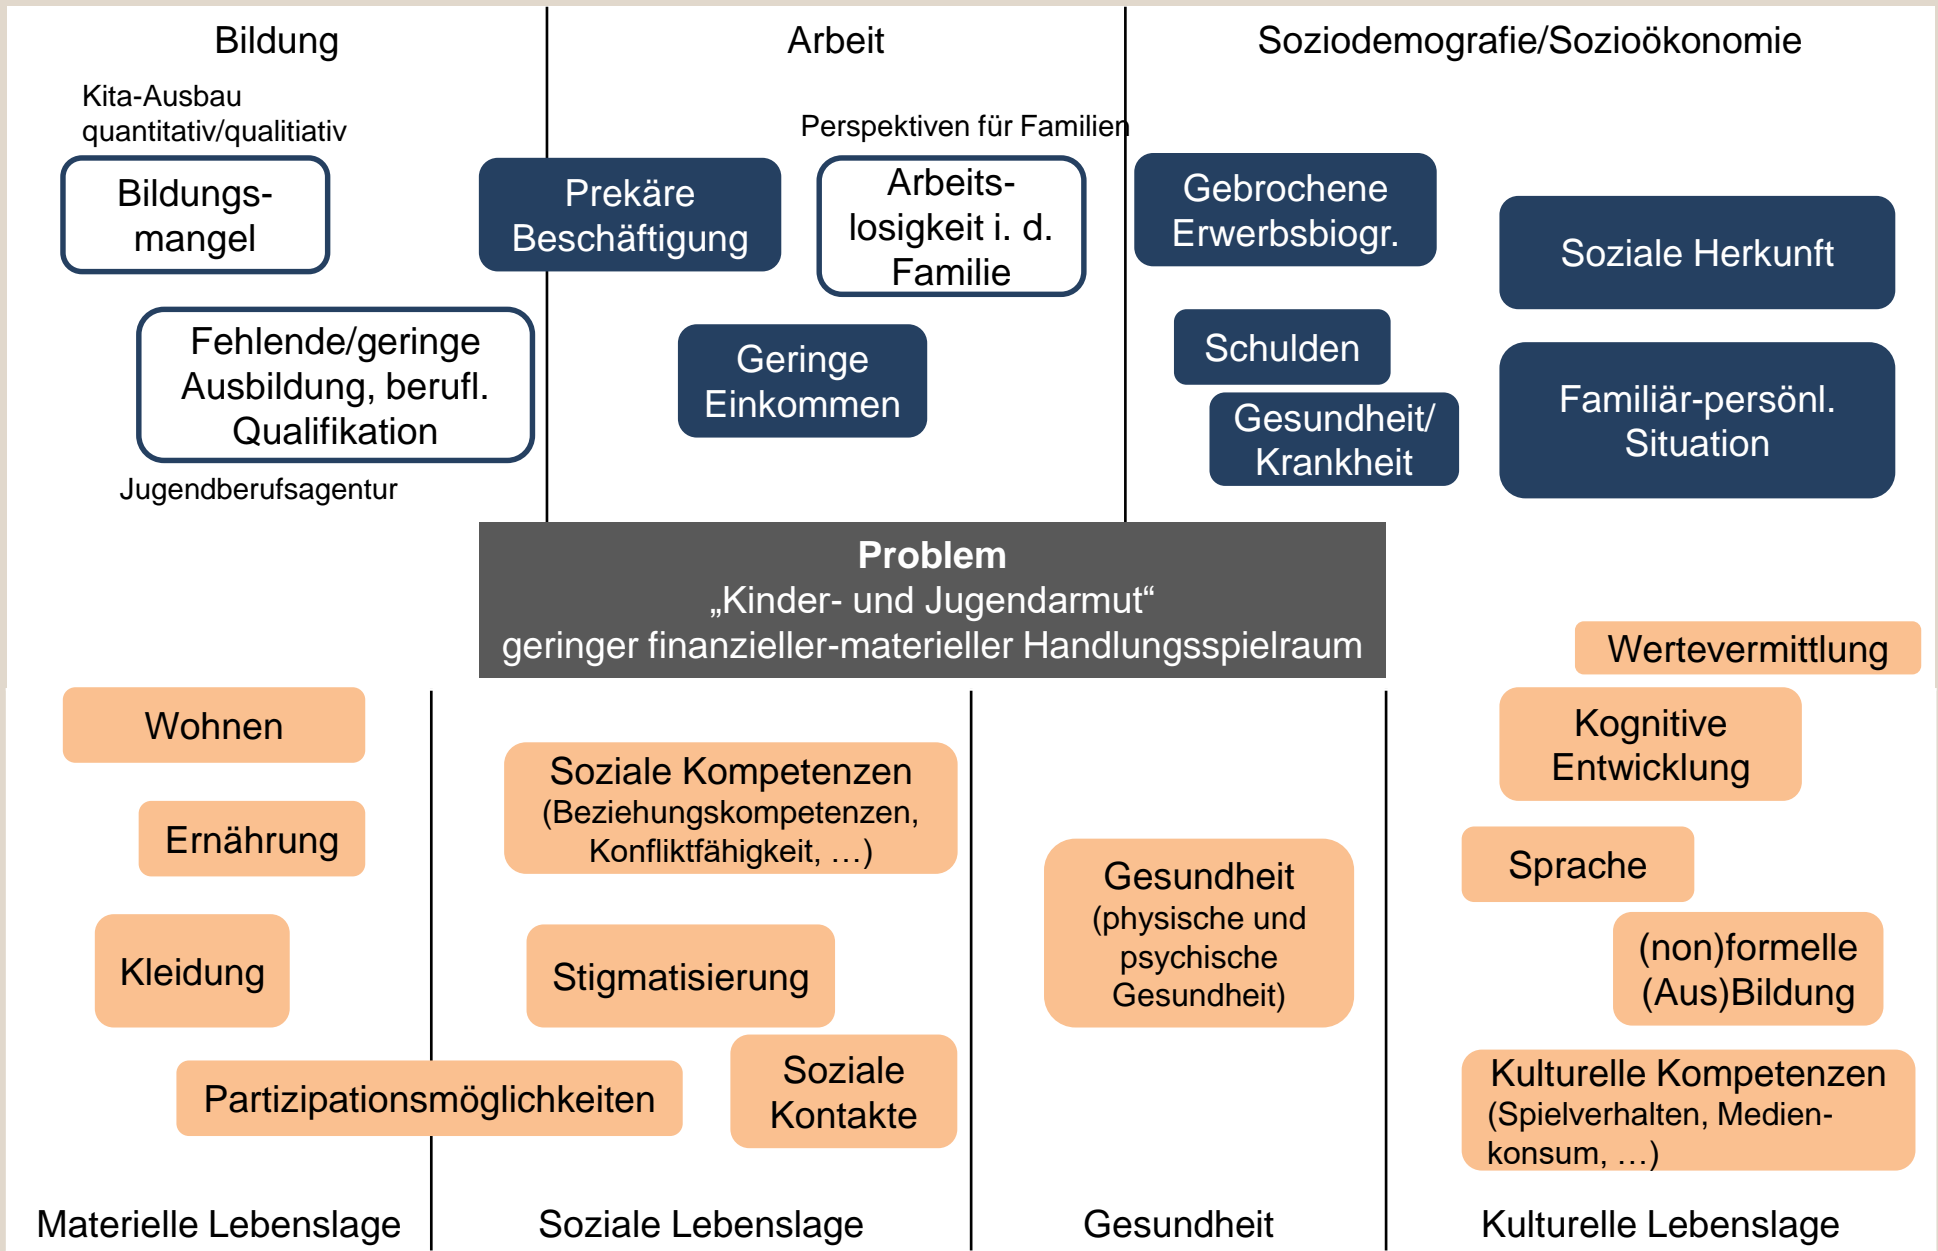 Bildung
Arbeit
Soziodemografie/Sozioökonomie
Kita-Ausbau
quantitativ/qualitiativ
Perspektiven für Familien
Bildungs-
mangel
Prekäre
Beschäftigung
Arbeits-
losigkeit i. d.
Familie
Gebrochene
Erwerbsbiogr.
Soziale Herkunft
Fehlende/geringe
Ausbildung, berufl.
Qualifikation
Geringe
Einkommen
Schulden
Gesundheit/
Krankheit
Familiär-persönl.
Situation
Jugendberufsagentur
Problem
„Kinder- und Jugendarmut“
geringer finanzieller-materieller Handlungsspielraum
Wohnen
Ernährung
Kleidung
Partizipationsmöglichkeiten
Soziale Kompetenzen
(Beziehungskompetenzen,
Konfliktfähigkeit, …)
Stigmatisierung
Soziale
Kontakte
Gesundheit
(physische und
psychische
Gesundheit)
Wertevermittlung
Kognitive
Entwicklung
Sprache
(non)formelle
(Aus)Bildung
Kulturelle Kompetenzen
(Spielverhalten, Medien-
konsum, …)
Materielle Lebenslage
Soziale Lebenslage
Gesundheit
Kulturelle Lebenslage